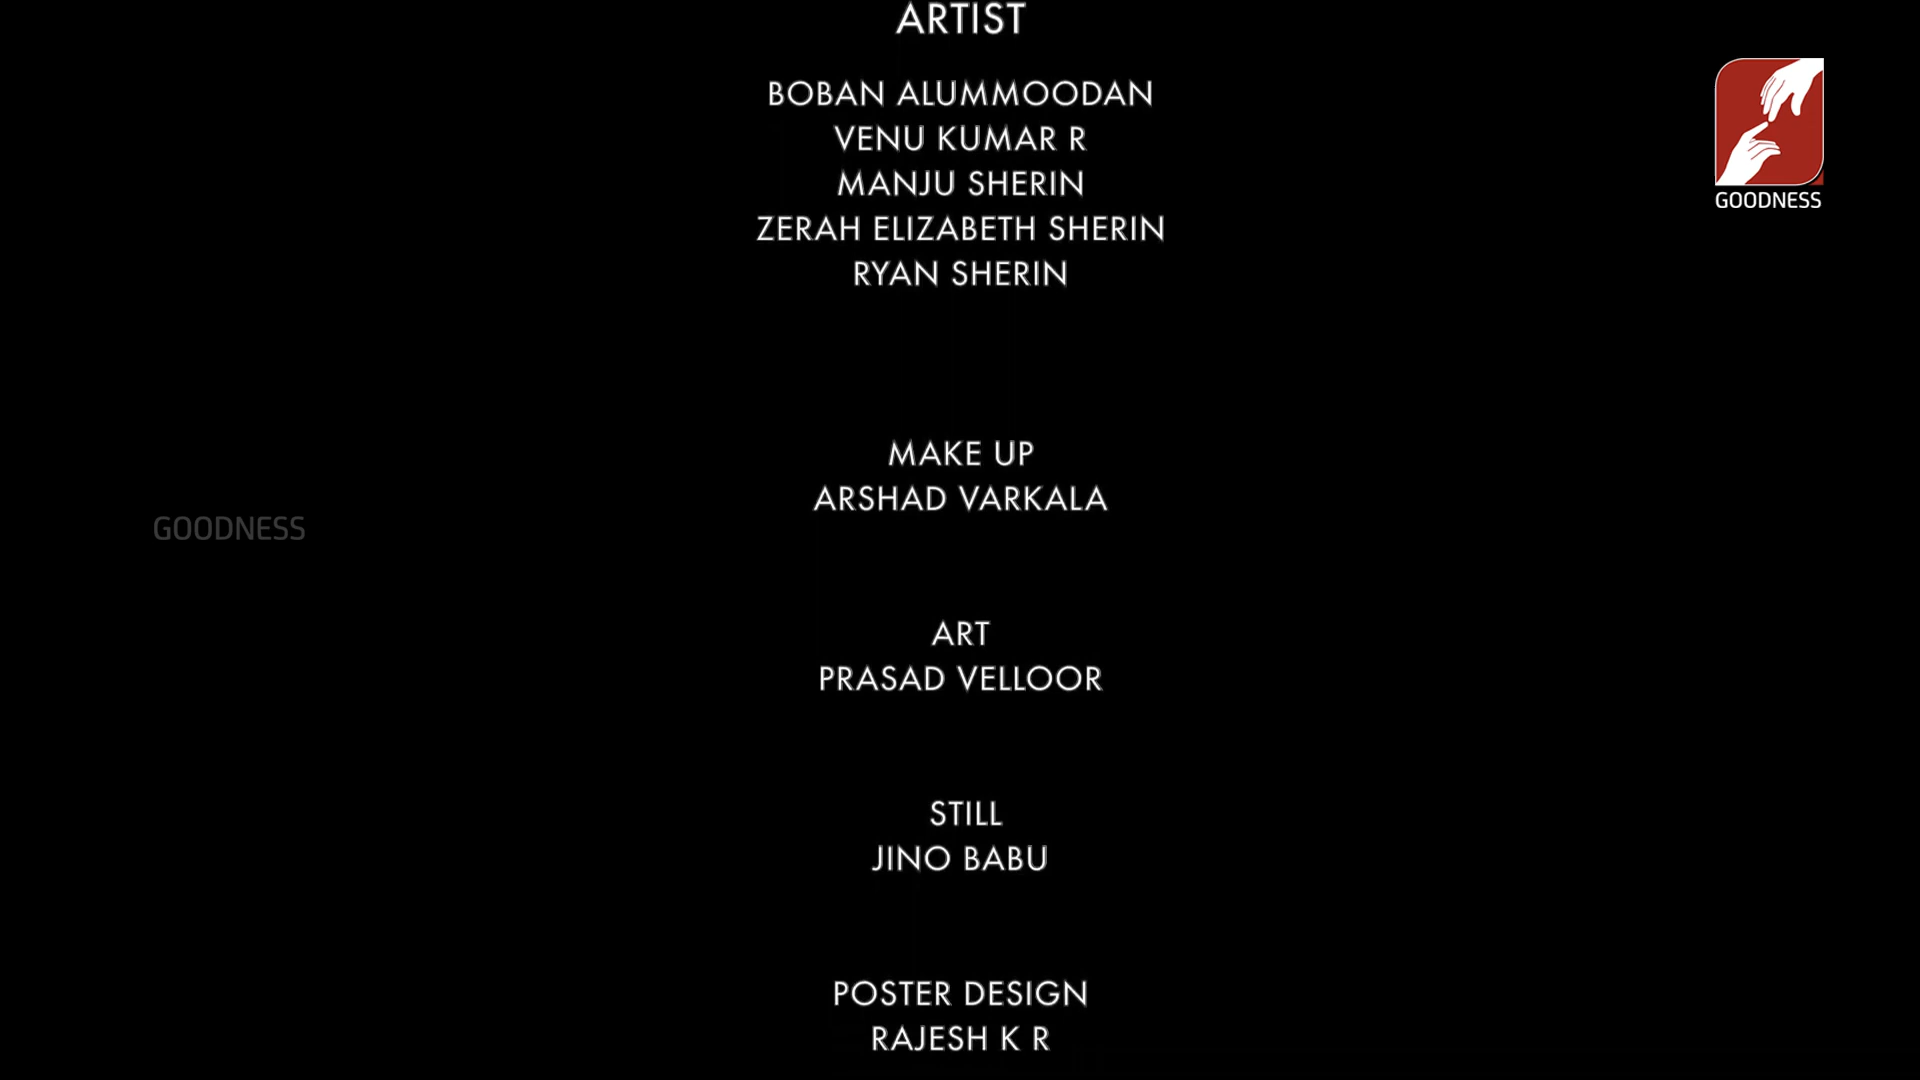 ARTIST
BOBAN ALUMMOODAN
VENU KUMAR R
MANJU SHERIN
ZERAH ELIZABETH SHERIN
RYAN SHERIN
GOODNESS
MAKE UP
ARSHAD VARKALA
GOODNESS
ART
PRASAD VELLOOR
STILL
JINO BABU
POSTER DESIGN
RAJESH K R